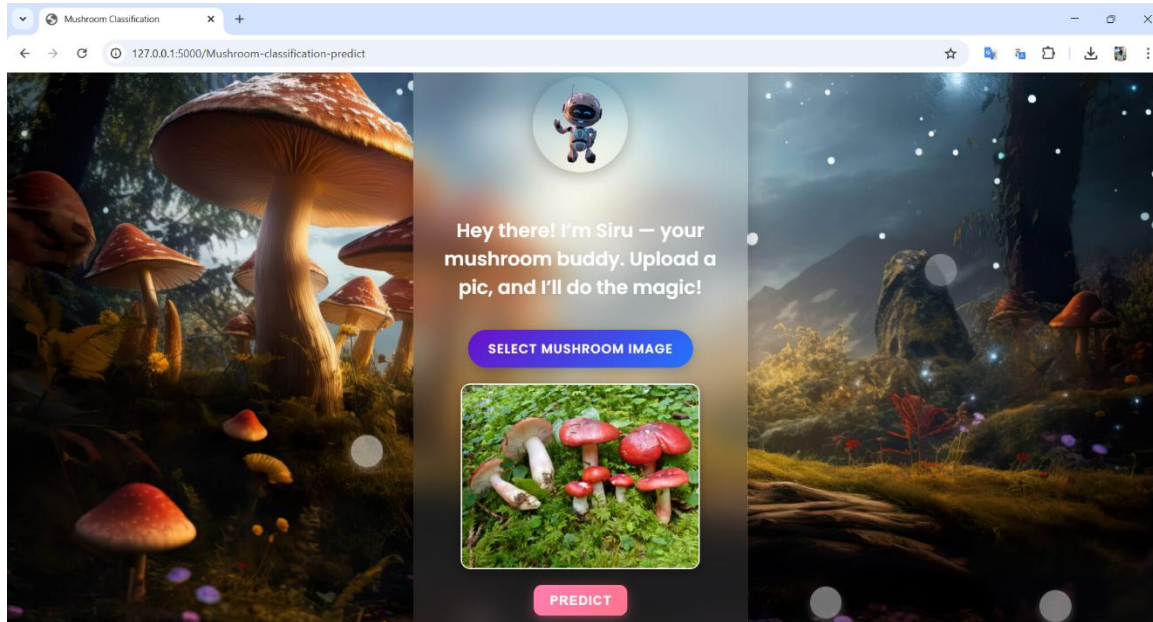 Mushroom Classification
127.0.0.1:5000/Mushroom-classification-predict
Hey there! I'm Siru — your
mushroom buddy. Upload a
pic, and I'll do the magic!
SELECT MUSHROOM IMAGE
PREDICT